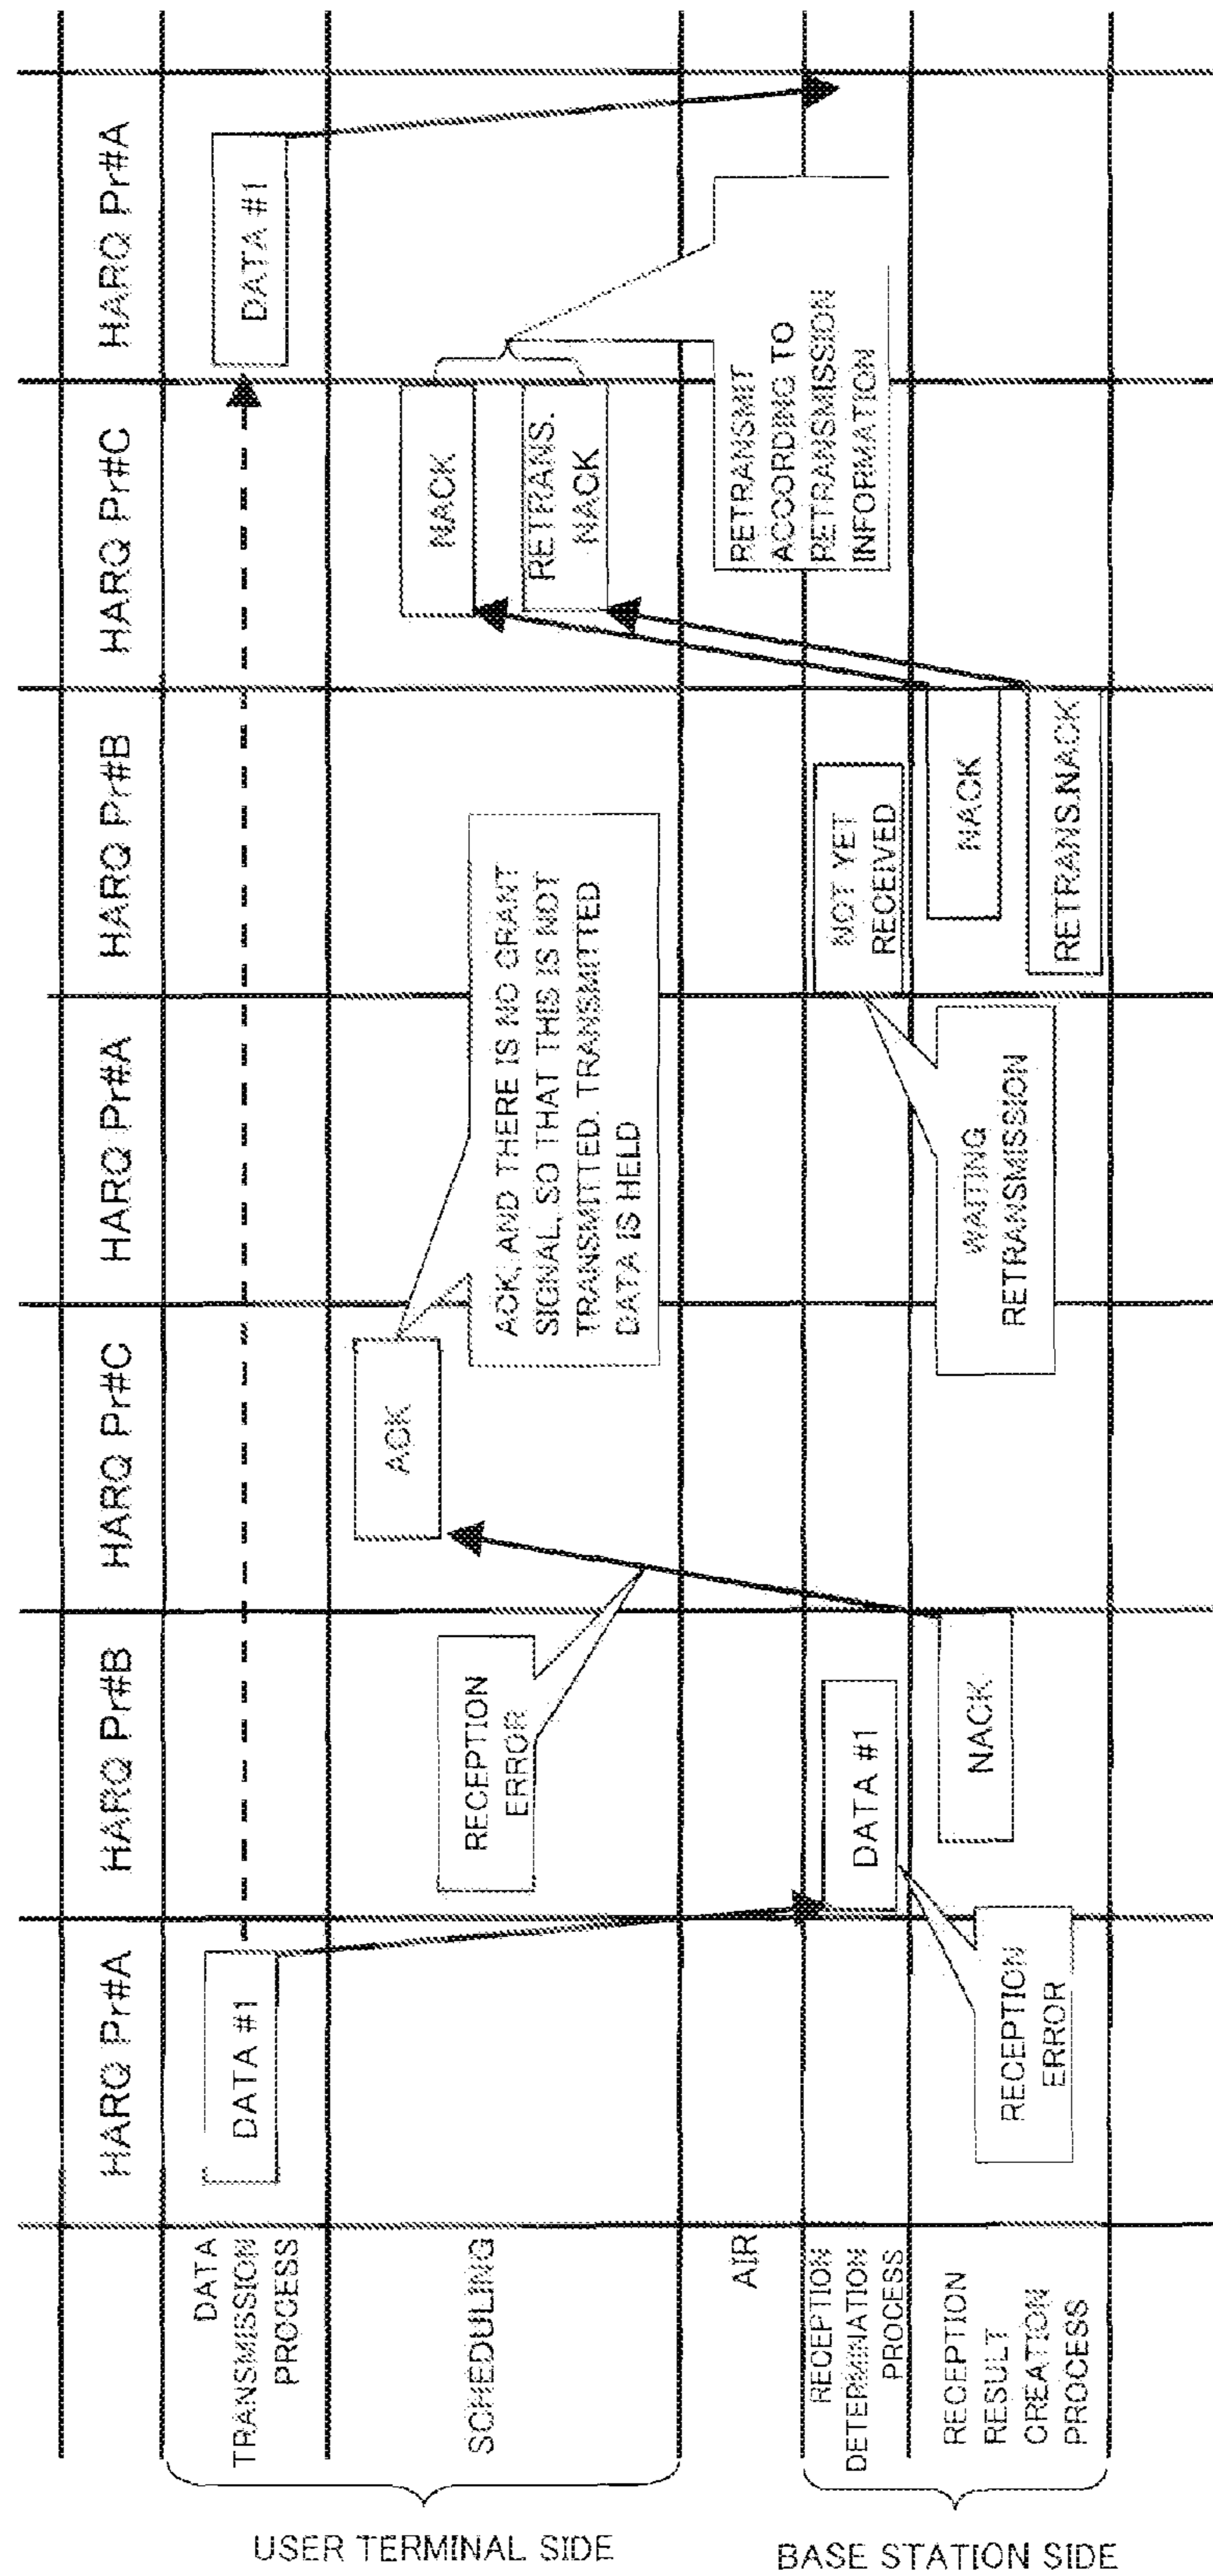 HARQ Pr#A
HARQ Pr#B
HARQ Pr#C
HARQ Pr#A
HARQ Pr#B
HARQ Pr#C
HARQ Pr#A
DATA
TRANSMISSION
PROCESS
DATA #1
DATA #1
SCHEDULING
RECEPTION
ERROR
ACK
ACK, AND THERE IS NO GRANT
SIGNAL, SO THAT THIS IS NOT
TRANSMITTED. TRANSMITTED
DATA IS HELD
NACK
RETRANS.
NACK
AIR
RETRANSMIT
ACCORDING TO
RETRANSMISSION
INFORMATION
RECEPTION
DETERMINATION
PROCESS
DATA #1
NOT YET
RECEIVED
RECEPTION
RESULT
CREATION
PROCESS
RECEPTION
ERROR
NACK
WAITING
RETRANSMISSION
NACK
RETRANS.NACK
USER TERMINAL SIDE
BASE STATION SIDE